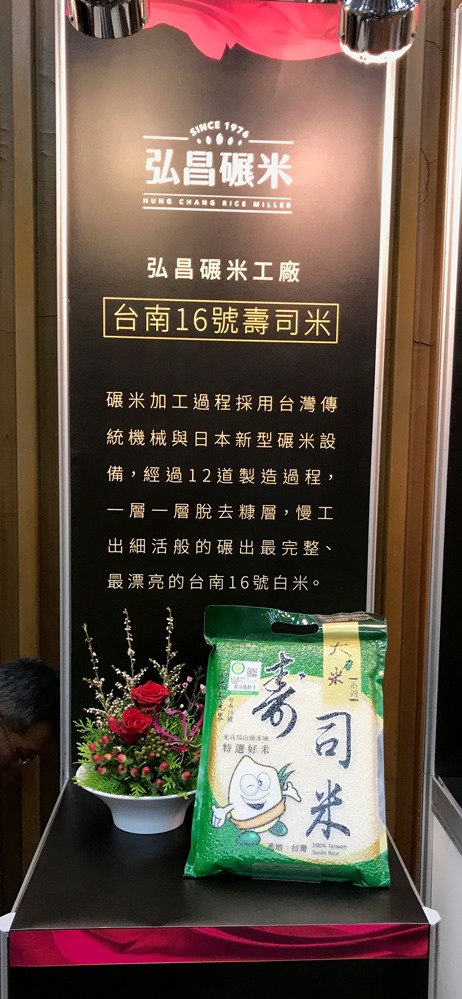 SINCE 1976
弘昌碾米
HUNG CHANG RICE MILLER
弘昌碾米工廠
台南16號壽司米
碾米加工過程採用台灣傳
統機械與日本新型碾米設
備，經過12道製造過程，
一層一層脫去糠層，慢工
出細活般的碾出最完整、
最漂亮的台南16號白米。
壽司米
特選好米
產地：台灣
100% Taiwan
Sushi Rice